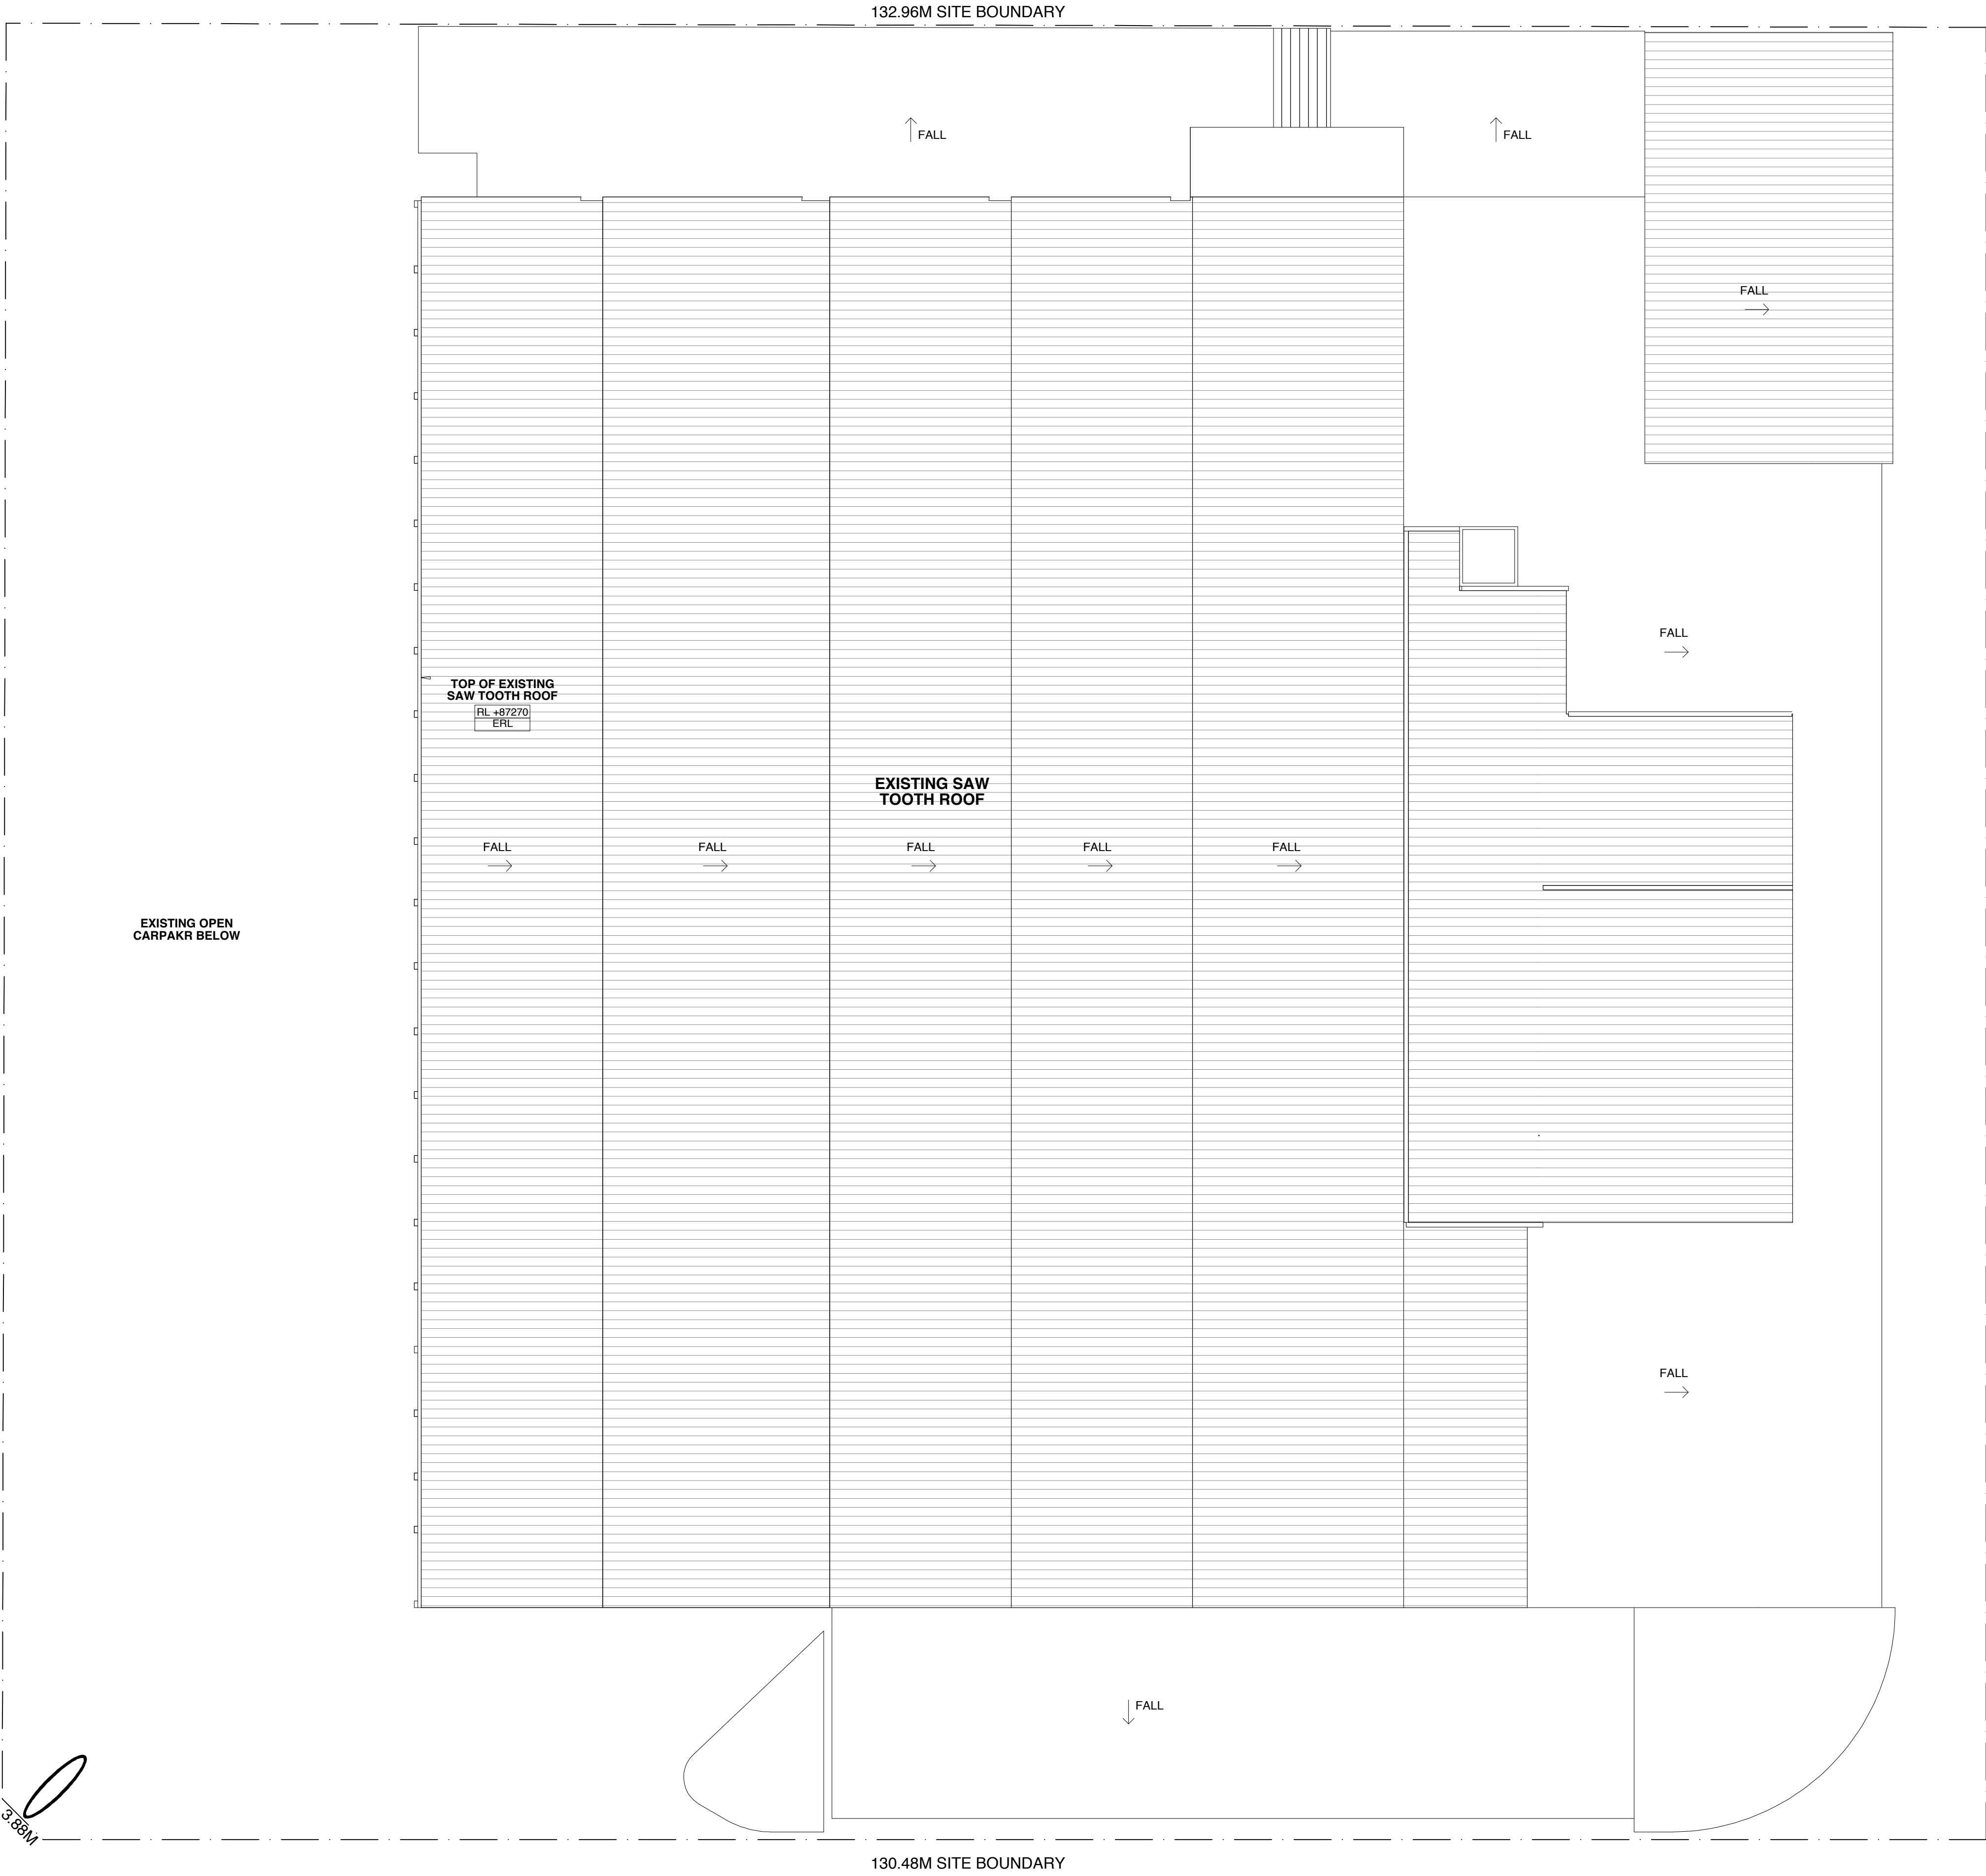 132.96M SITE BOUNDARY
FALL
FALL
FALL
FALL
TOP OF EXISTING
SAW TOOTH ROOF
RL +87270
ERL
EXISTING SAW
TOOTH ROOF
FALL
FALL
FALL
FALL
FALL
EXISTING OPEN
CARPAKR BELOW
FALL
FALL
3.88M
130.48M SITE BOUNDARY